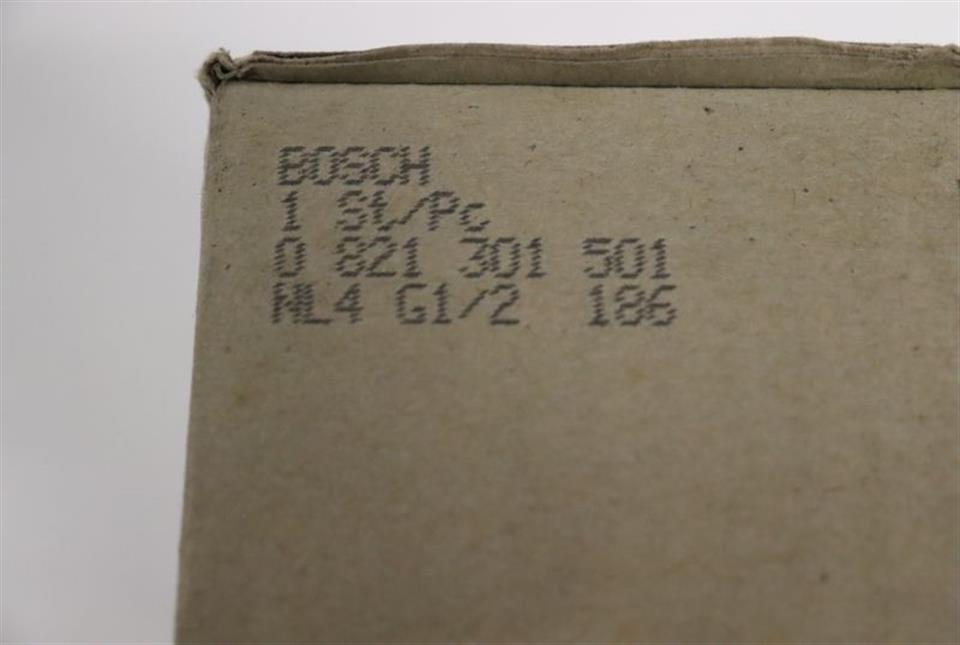 BOSCH
1 St/Pc
0 821 301 501
NL4 G1/2 186